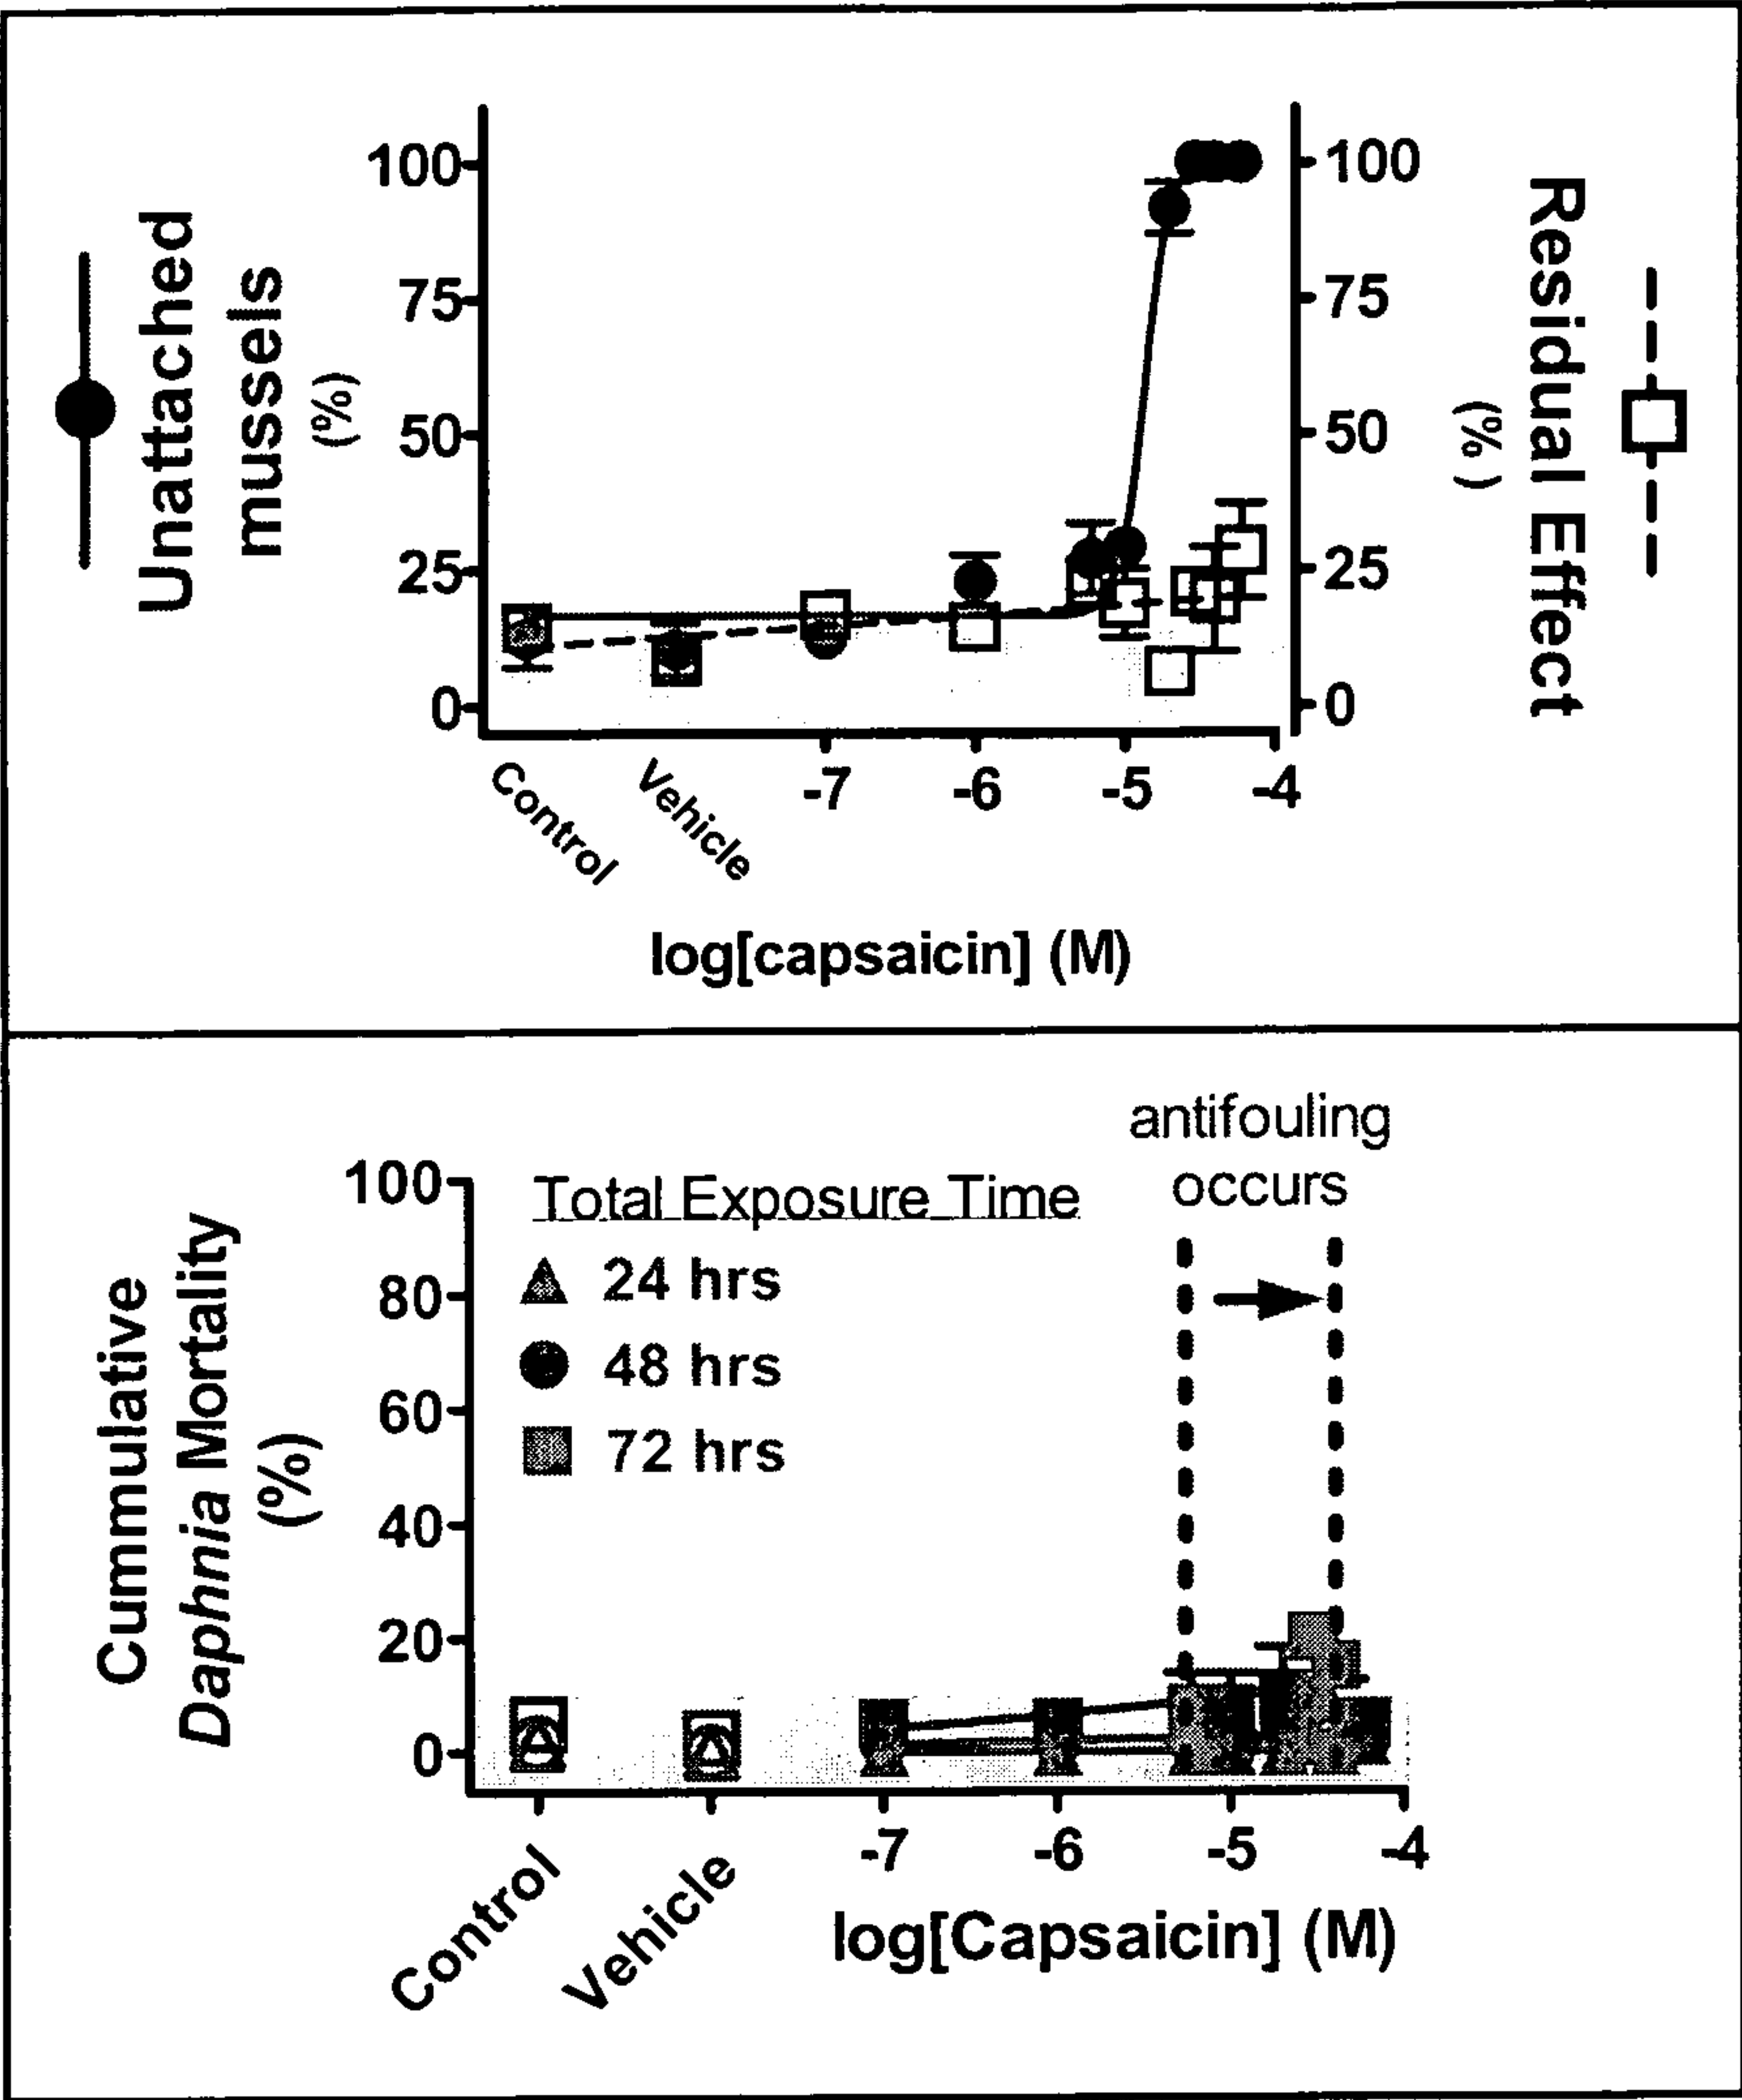 Unattached
mussels
(%)
100
75
50
25
0
100
75
50
25
0
Residual Effect
(%)
Control
Vehicle
-7
-6
-5
-4
log[capsaicin] (M)
antifouling
occurs
Total Exposure Time
24 hrs
48 hrs
72 hrs
Cummulative
Daphnia Mortality
(%)
100
80
60
40
20
0
Control
Vehicle
-7
-6
-5
-4
log[Capsaicin] (M)